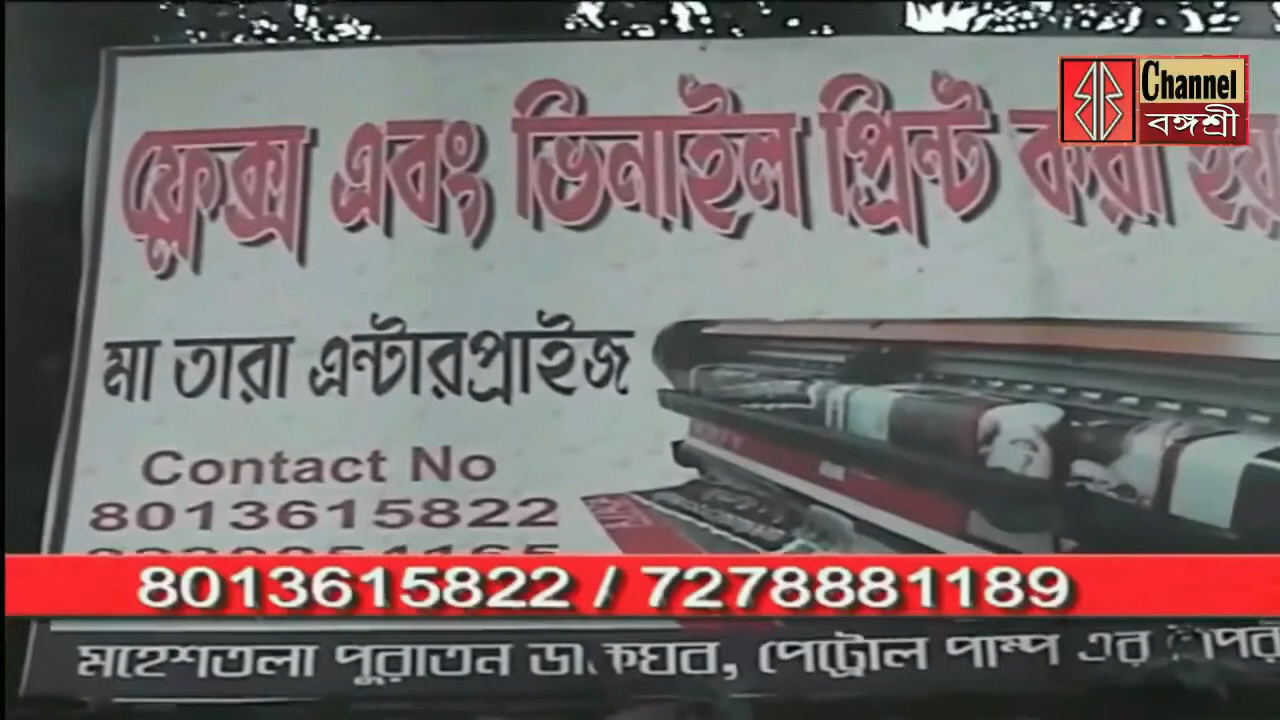 Channel
বঙ্গশ্রী
ফ্লেক্স এবং ভিনাইল প্রিন্ট করা হয়
মা তারা এন্টারপ্রাইজ
Contact No
8013615822
8013615822 / 7278881189
মহেশতলা পুরাতন ডাকঘর, পেট্রোল পাম্প এর